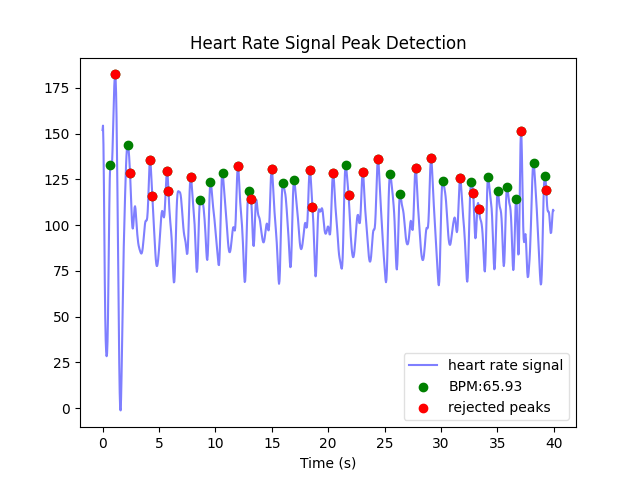 Heart Rate Signal Peak Detection
175
150
125
100
75
50
25
0
heart rate signal
BPM:65.93
rejected peaks
0 5 10 15 20 25 30 35 40
Time (s)